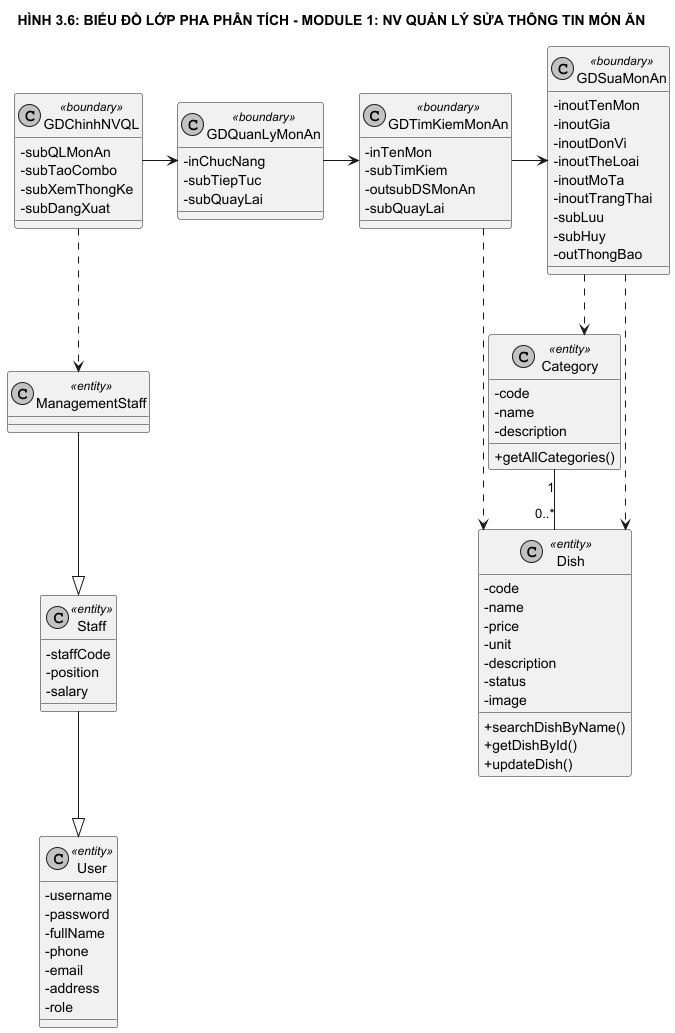 HÌNH 3.6: BIỂU ĐỒ LỚP PHA PHÂN TÍCH - MODULE 1: NV QUẢN LÝ SỬA THÔNG TIN MÓN ĂN
C
«boundary»
GDChinhNVQL
-subQLMonAn
-subTaoCombo
-subXemThongKe
-subDangXuat
C
«boundary»
GDQuanLyMonAn
-inChucNang
-subTiepTuc
-subQuayLai
C
«boundary»
GDTimKiemMonAn
-inTenMon
-subTimKiem
-outsubDSMonAn
-subQuayLai
C
«boundary»
GDSuaMonAn
-inoutTenMon
-inoutGia
-inoutDonVi
-inoutTheLoai
-inoutMoTa
-inoutTrangThai
-subLuu
-subHuy
-outThongBao
C
«entity»
ManagementStaff
C
«entity»
Category
-code
-name
-description
+getAllCategories()
1
0..*
C
«entity»
Dish
-code
-name
-price
-unit
-description
-status
-image
+searchDishByName()
+getDishById()
+updateDish()
C
«entity»
Staff
-staffCode
-position
-salary
C
«entity»
User
-username
-password
-fullName
-phone
-email
-address
-role